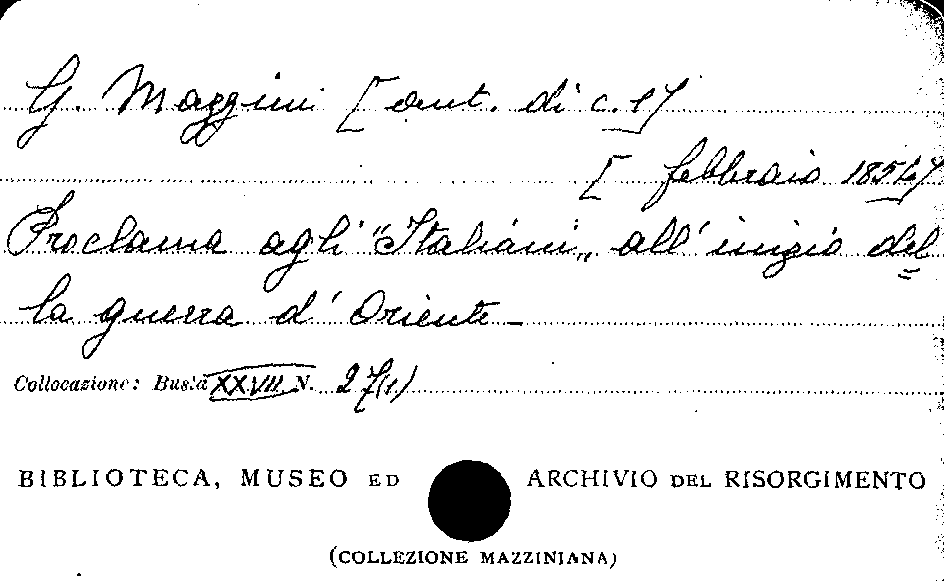 G. Mazzini [aut. di c. 1]
[febbraio 1854]
Proclama agli "Italiani" all'inizio del
la guerra d'Oriente -
Collocazione: Busta XXVIII N. 27(1)
BIBLIOTECA, MUSEO ED ARCHIVIO DEL RISORGIMENTO
(COLLEZIONE MAZZINIANA)